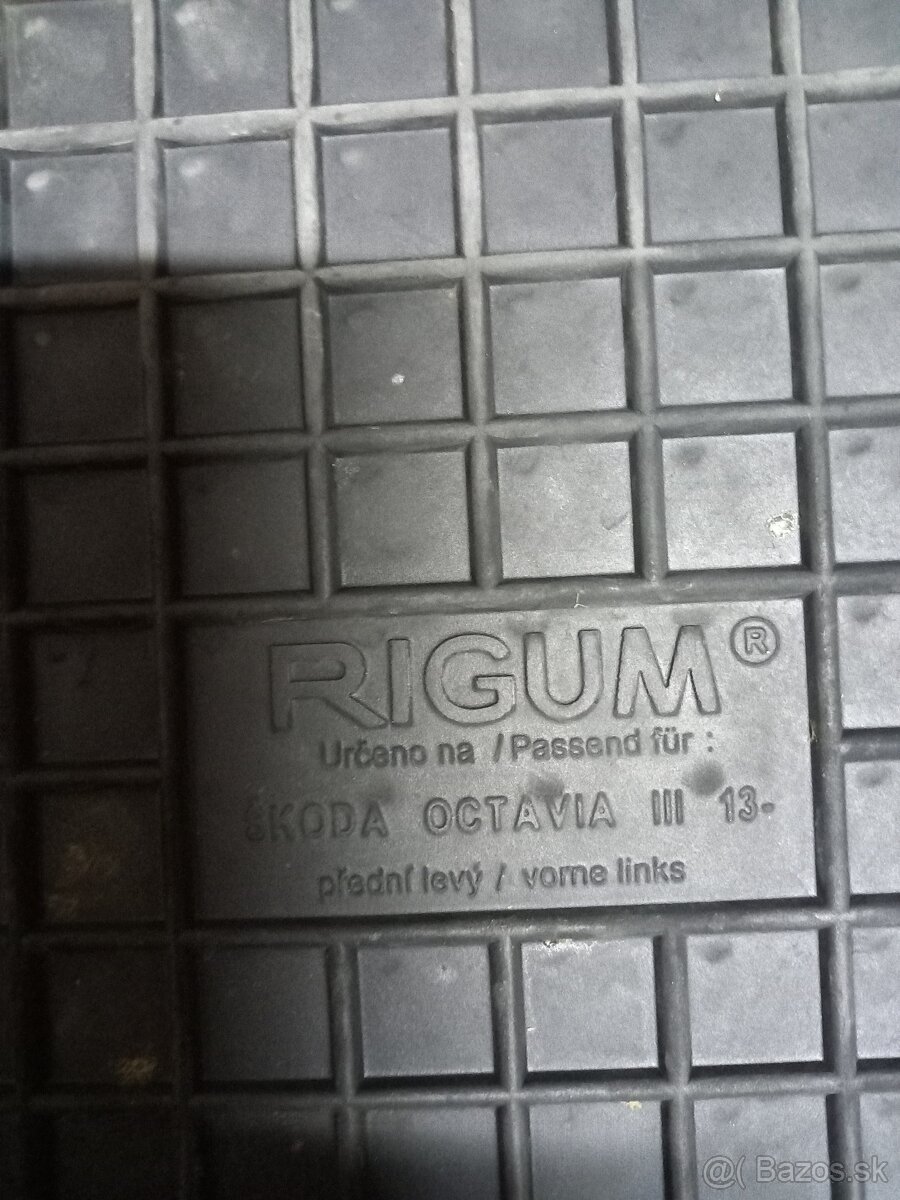 RIGUM®
Určeno na / Passend für :
ŠKODA OCTAVIA III 13-
přední levý / vorne links
@( Bazos.sk